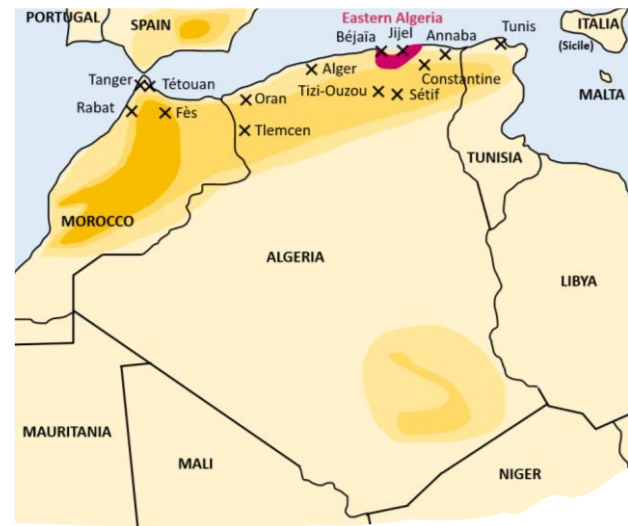 PORTUGAL
SPAIN
Eastern Algeria
Béjaïa
Jijel
Annaba
Tunis
ITALIA
(Sicile)
MALTA
Tanger
Tétouan
Alger
Constantine
Rabat
Fès
Oran
Tizi-Ouzou
Sétif
Tlemcen
TUNISIA
MOROCCO
ALGERIA
LIBYA
MAURITANIA
MALI
NIGER